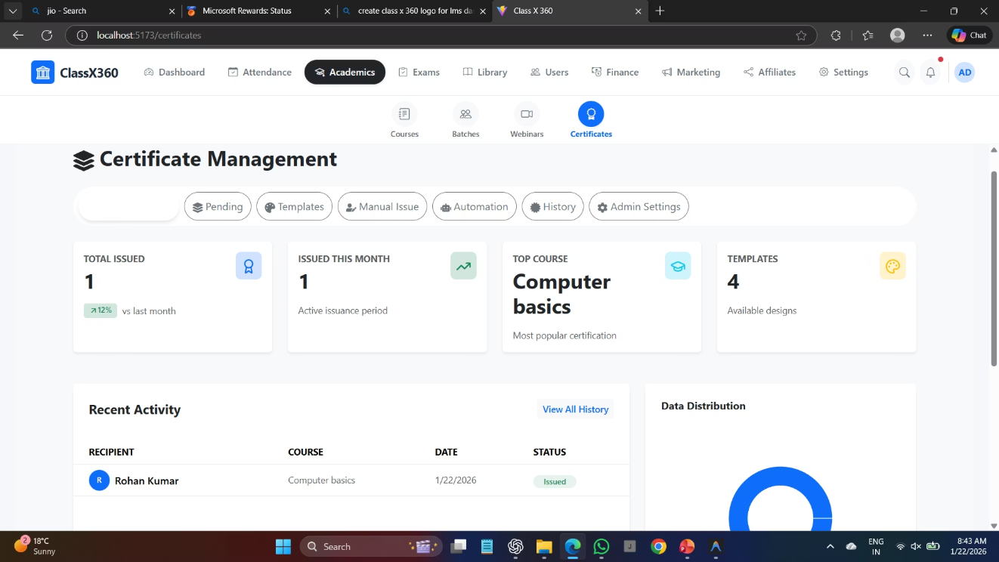 jio - Search
Microsoft Rewards: Status
create class x 360 logo for lms da
Class X 360
localhost:5173/certificates
Chat
ClassX360
Dashboard
Attendance
Academics
Exams
Library
Users
Finance
Marketing
Affiliates
Settings
AD
Courses
Batches
Webinars
Certificates
Certificate Management
Pending
Templates
Manual Issue
Automation
History
Admin Settings
TOTAL ISSUED
1
12% vs last month
ISSUED THIS MONTH
1
Active issuance period
TOP COURSE
Computer
basics
Most popular certification
TEMPLATES
4
Available designs
Recent Activity
View All History
RECIPIENT COURSE DATE STATUS
R Rohan Kumar Computer basics 1/22/2026 Issued
Data Distribution
2
18°C
Sunny
Search
J
ENG
IN
8:43 AM
1/22/2026